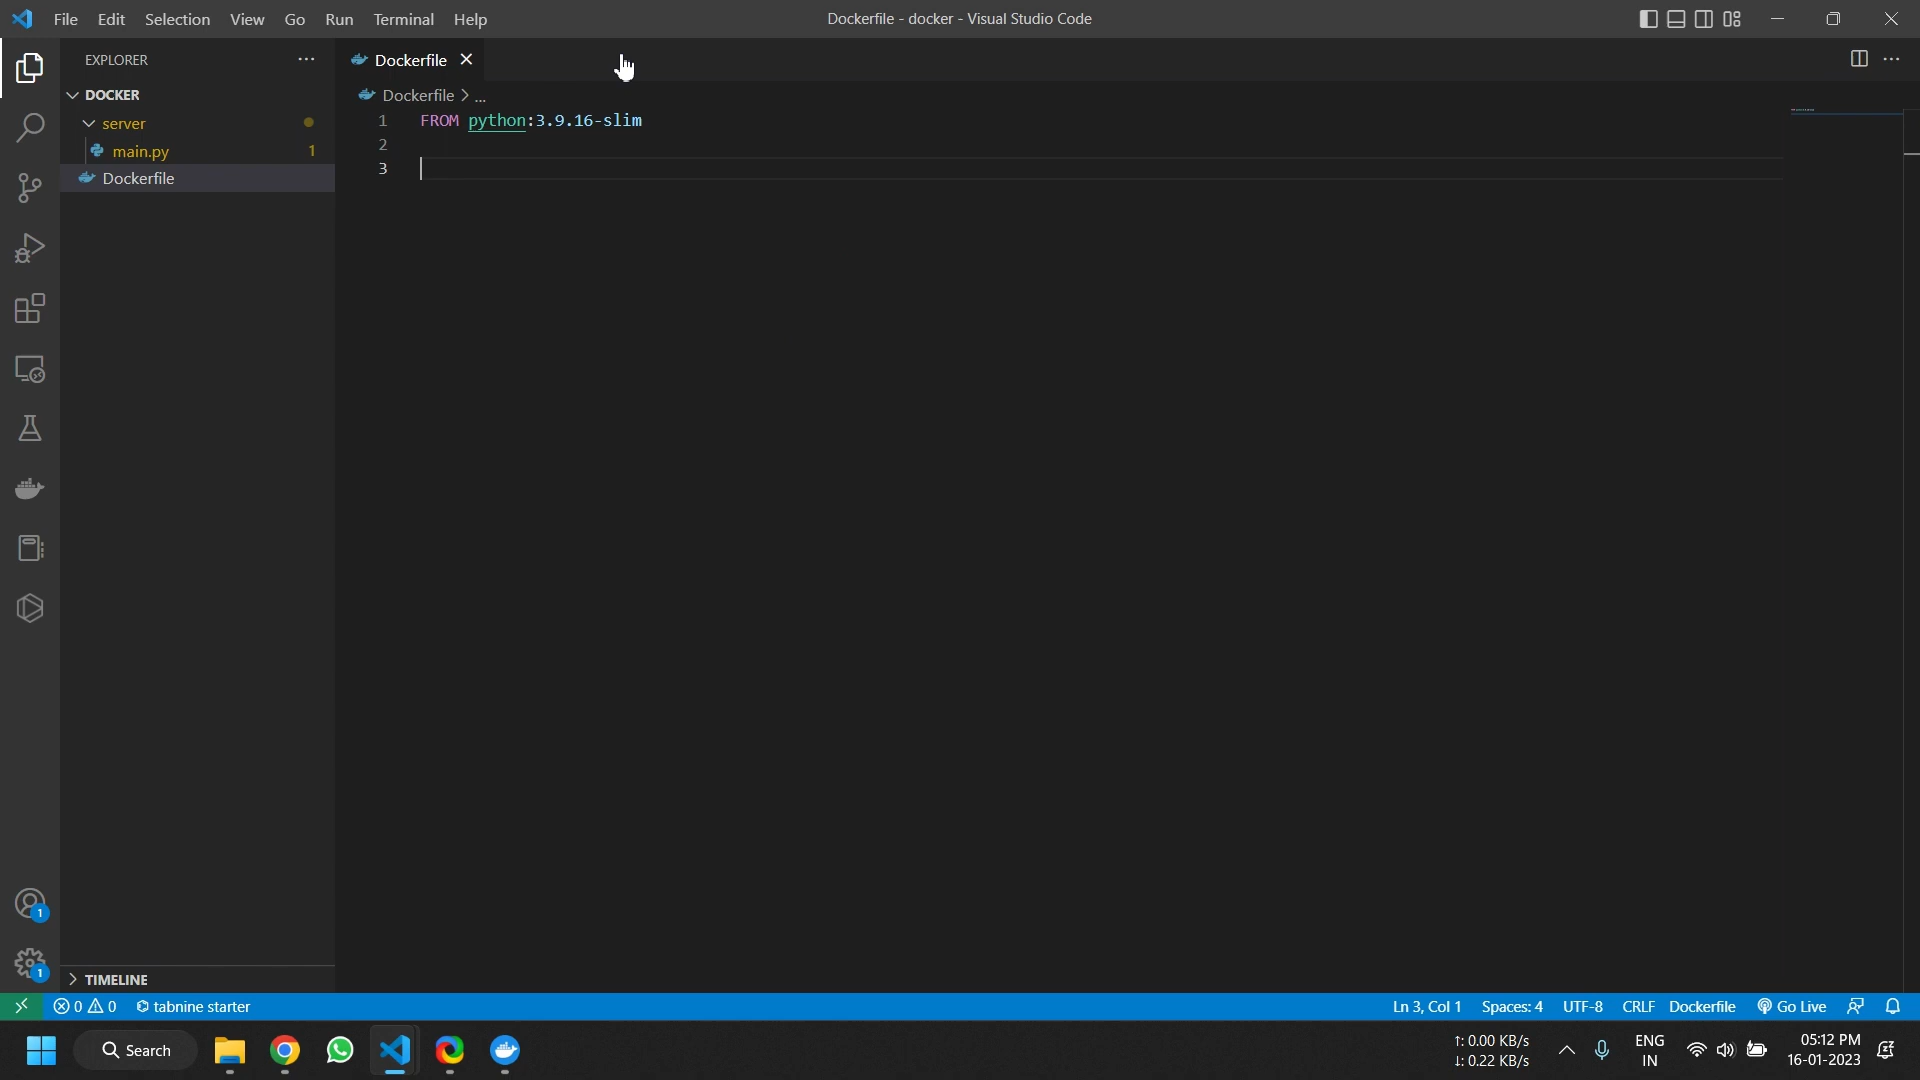 File Edit Selection View Go Run Terminal Help
Dockerfile - docker - Visual Studio Code
EXPLORER
DOCKER
server
main.py 1
Dockerfile
Dockerfile
Dockerfile > ...
1 FROM python:3.9.16-slim
2
3
1
1
TIMELINE
0 0 tabnine starter
Ln 3, Col 1 Spaces: 4 UTF-8 CRLF Dockerfile Go Live
Search
↑: 0.00 KB/s
↓: 0.22 KB/s
ENG
IN
05:12 PM
16-01-2023